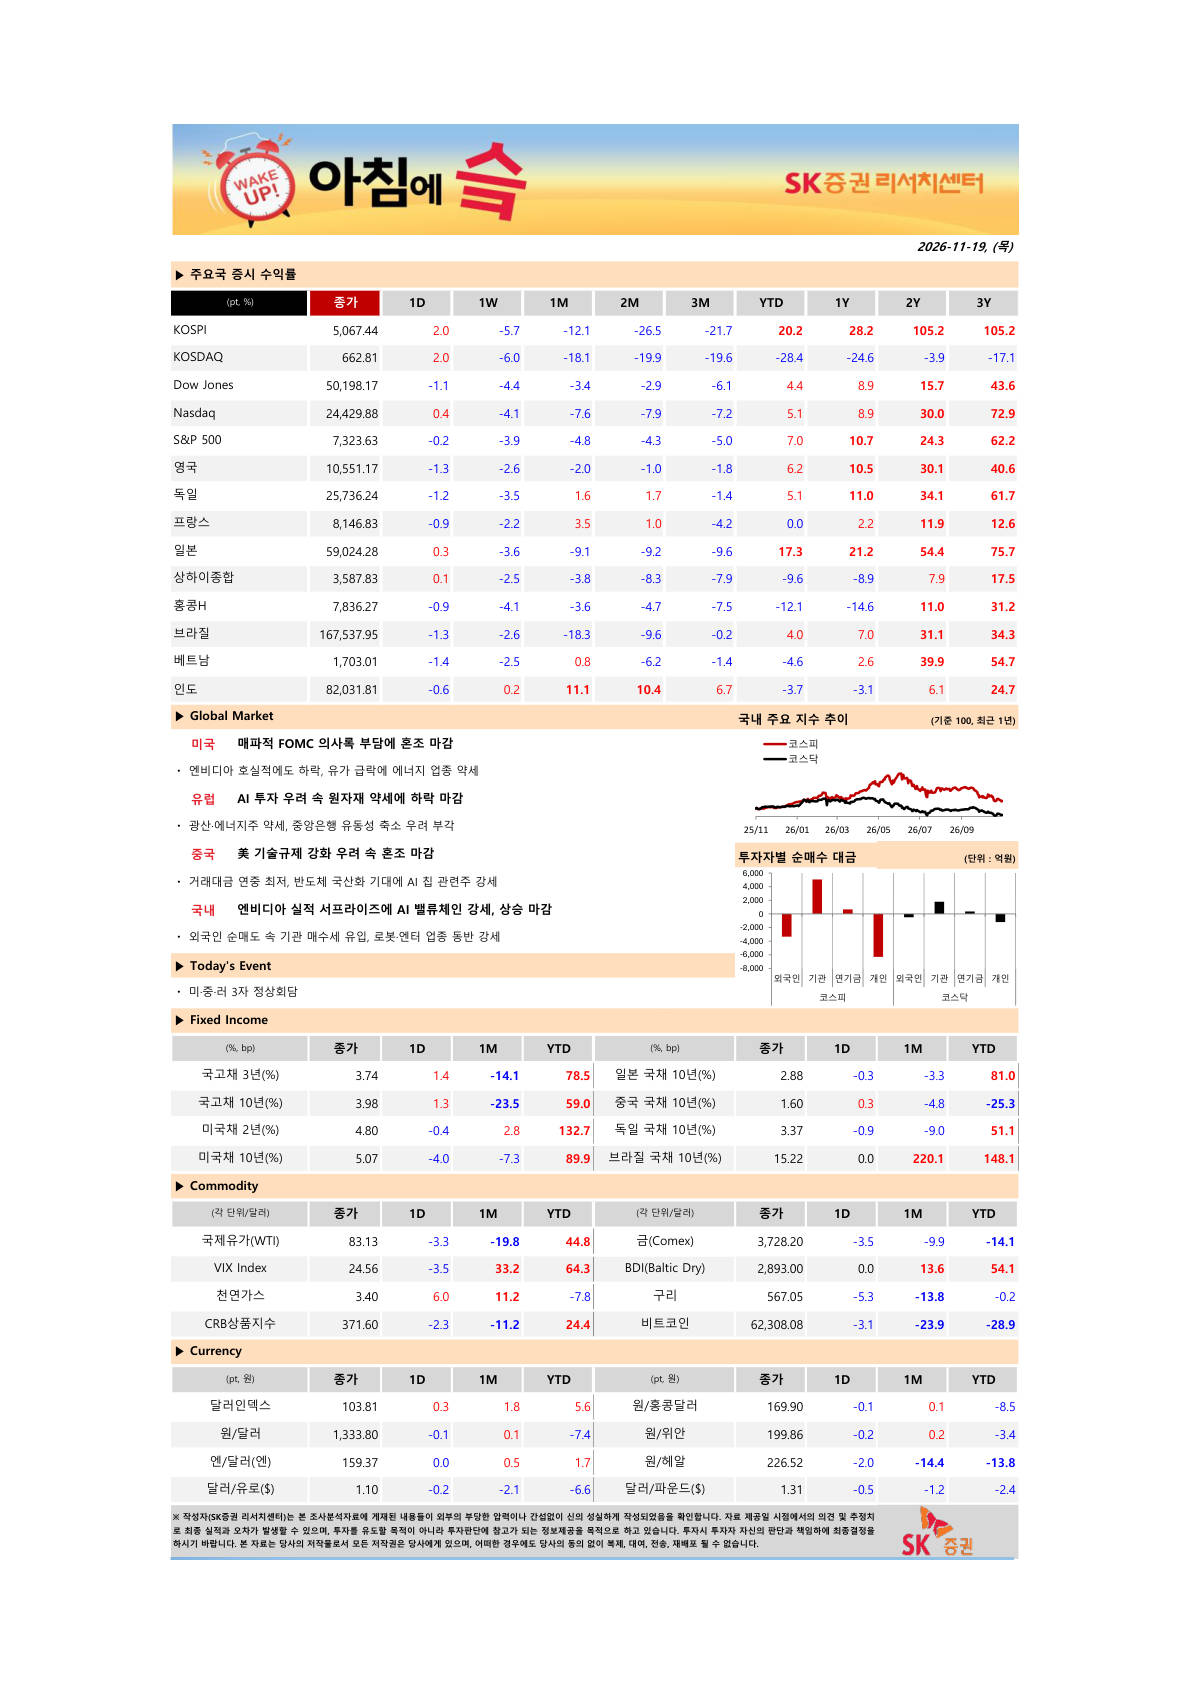 WAKE UP!
아침에 슥
SK증권 리서치센터
2026-11-19, (목)
▶ 주요국 증시 수익률
(pt, %) 종가 1D 1W 1M 2M 3M YTD 1Y 2Y 3Y
KOSPI 5,067.44 2.0 -5.7 -12.1 -26.5 -21.7 20.2 28.2 105.2 105.2
KOSDAQ 662.81 2.0 -6.0 -18.1 -19.9 -19.6 -28.4 -24.6 -3.9 -17.1
Dow Jones 50,198.17 -1.1 -4.4 -3.4 -2.9 -6.1 4.4 8.9 15.7 43.6
Nasdaq 24,429.88 0.4 -4.1 -7.6 -7.9 -7.2 5.1 8.9 30.0 72.9
S&P 500 7,323.63 -0.2 -3.9 -4.8 -4.3 -5.0 7.0 10.7 24.3 62.2
영국 10,551.17 -1.3 -2.6 -2.0 -1.0 -1.8 6.2 10.5 30.1 40.6
독일 25,736.24 -1.2 -3.5 1.6 1.7 -1.4 5.1 11.0 34.1 61.7
프랑스 8,146.83 -0.9 -2.2 3.5 1.0 -4.2 0.0 2.2 11.9 12.6
일본 59,024.28 0.3 -3.6 -9.1 -9.2 -9.6 17.3 21.2 54.4 75.7
상하이종합 3,587.83 0.1 -2.5 -3.8 -8.3 -7.9 -9.6 -8.9 7.9 17.5
홍콩H 7,836.27 -0.9 -4.1 -3.6 -4.7 -7.5 -12.1 -14.6 11.0 31.2
브라질 167,537.95 -1.3 -2.6 -18.3 -9.6 -0.2 4.0 7.0 31.1 34.3
베트남 1,703.01 -1.4 -2.5 0.8 -6.2 -1.4 -4.6 2.6 39.9 54.7
인도 82,031.81 -0.6 0.2 11.1 10.4 6.7 -3.7 -3.1 6.1 24.7
▶ Global Market
미국 매파적 FOMC 의사록 부담에 혼조 마감
· 엔비디아 호실적에도 하락, 유가 급락에 에너지 업종 약세
유럽 AI 투자 우려 속 원자재 약세에 하락 마감
· 광산·에너지주 약세, 중앙은행 유동성 축소 우려 부각
중국 美 기술규제 강화 우려 속 혼조 마감
· 거래대금 연중 최저, 반도체 국산화 기대에 AI 칩 관련주 강세
국내 엔비디아 실적 서프라이즈에 AI 밸류체인 강세, 상승 마감
· 외국인 순매도 속 기관 매수세 유입, 로봇·엔터 업종 동반 강세
▶ Today's Event
· 미·중·러 3자 정상회담
국내 주요 지수 추이 (기준 100, 최근 1년)
코스피
코스닥
25/11 26/01 26/03 26/05 26/07 26/09
투자자별 순매수 대금 (단위 : 억원)
6,000
4,000
2,000
0
-2,000
-4,000
-6,000
-8,000
외국인 기관 연기금 개인 외국인 기관 연기금 개인
코스피 코스닥
▶ Fixed Income
(%, bp) 종가 1D 1M YTD (%, bp) 종가 1D 1M YTD
국고채 3년(%) 3.74 1.4 -14.1 78.5 일본 국채 10년(%) 2.88 -0.3 -3.3 81.0
국고채 10년(%) 3.98 1.3 -23.5 59.0 중국 국채 10년(%) 1.60 0.3 -4.8 -25.3
미국채 2년(%) 4.80 -0.4 2.8 132.7 독일 국채 10년(%) 3.37 -0.9 -9.0 51.1
미국채 10년(%) 5.07 -4.0 -7.3 89.9 브라질 국채 10년(%) 15.22 0.0 220.1 148.1
▶ Commodity
(각 단위/달러) 종가 1D 1M YTD (각 단위/달러) 종가 1D 1M YTD
국제유가(WTI) 83.13 -3.3 -19.8 44.8 금(Comex) 3,728.20 -3.5 -9.9 -14.1
VIX Index 24.56 -3.5 33.2 64.3 BDI(Baltic Dry) 2,893.00 0.0 13.6 54.1
천연가스 3.40 6.0 11.2 -7.8 구리 567.05 -5.3 -13.8 -0.2
CRB상품지수 371.60 -2.3 -11.2 24.4 비트코인 62,308.08 -3.1 -23.9 -28.9
▶ Currency
(pt, 원) 종가 1D 1M YTD (pt, 원) 종가 1D 1M YTD
달러인덱스 103.81 0.3 1.8 5.6 원/홍콩달러 169.90 -0.1 0.1 -8.5
원/달러 1,333.80 -0.1 0.1 -7.4 원/위안 199.86 -0.2 0.2 -3.4
엔/달러(엔) 159.37 0.0 0.5 1.7 원/헤알 226.52 -2.0 -14.4 -13.8
달러/유로($) 1.10 -0.2 -2.1 -6.6 달러/파운드($) 1.31 -0.5 -1.2 -2.4
※ 작성자(SK증권 리서치센터)는 본 조사분석자료에 게재된 내용들이 외부의 부당한 압력이나 간섭없이 신의 성실하게 작성되었음을 확인합니다. 자료 제공일 시점에서의 의견 및 추정치
로 최종 실적과 오차가 발생할 수 있으며, 투자를 유도할 목적이 아니라 투자판단에 참고가 되는 정보제공을 목적으로 하고 있습니다. 투자시 투자자 자신의 판단과 책임하에 최종결정을
하시기 바랍니다. 본 자료는 당사의 저작물로서 모든 저작권은 당사에게 있으며, 어떠한 경우에도 당사의 동의 없이 복제, 대여, 전송, 재배포 될 수 없습니다.
SK증권